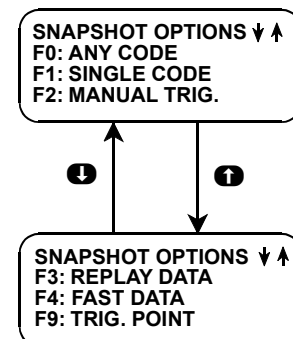 SNAPSHOT OPTIONS
F0: ANY CODE
F1: SINGLE CODE
F2: MANUAL TRIG.
SNAPSHOT OPTIONS
F3: REPLAY DATA
F4: FAST DATA
F9: TRIG. POINT